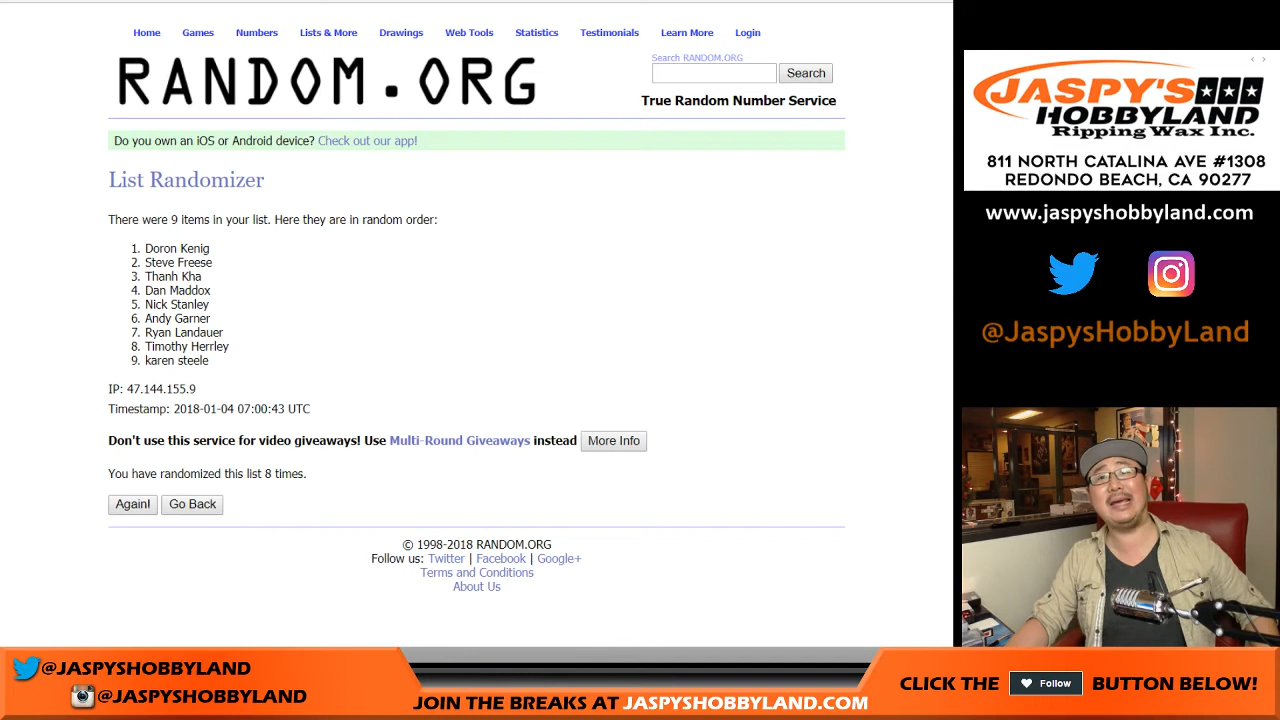 Home Games Numbers Lists & More Drawings Web Tools Statistics Testimonials Learn More Login
RANDOM.ORG
Search RANDOM.ORG
Search
True Random Number Service
Do you own an iOS or Android device? Check out our app!
List Randomizer
There were 9 items in your list. Here they are in random order:
1. Doron Kenig
2. Steve Freese
3. Thanh Kha
4. Dan Maddox
5. Nick Stanley
6. Andy Garner
7. Ryan Landauer
8. Timothy Herrley
9. karen steele
IP: 47.144.155.9
Timestamp: 2018-01-04 07:00:43 UTC
Don't use this service for video giveaways! Use Multi-Round Giveaways instead More Info
You have randomized this list 8 times.
Again! Go Back
© 1998-2018 RANDOM.ORG
Follow us: Twitter | Facebook | Google+
Terms and Conditions
About Us
JASPY'S
HOBBYLAND
Ripping Wax Inc.
811 NORTH CATALINA AVE #1308
REDONDO BEACH, CA 90277
www.jaspyshobbyland.com
@JaspysHobbyLand
@JASPYSHOBBYLAND
@JASPYSHOBBYLAND
JOIN THE BREAKS AT JASPYSHOBBYLAND.COM
CLICK THE Follow BUTTON BELOW!